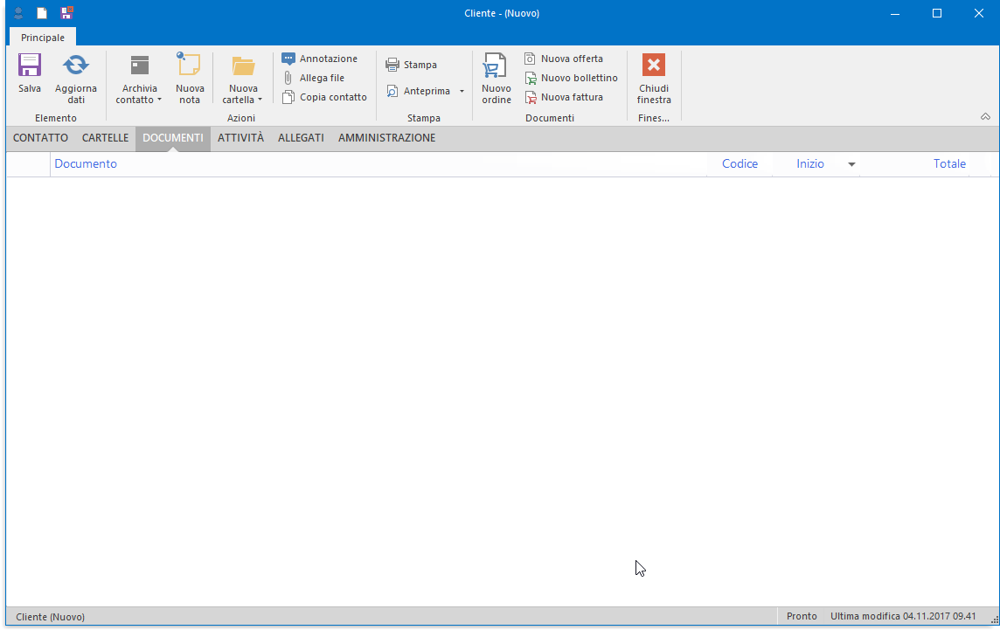 Cliente - (Nuovo)
Principale
Salva
Aggiorna
dati
Archivia
contatto
Nuova
nota
Nuova
cartella
Annotazione
Allega file
Copia contatto
Stampa
Anteprima
Nuovo
ordine
Nuova offerta
Nuovo bollettino
Nuova fattura
Chiudi
finestra
Elemento
Azioni
Stampa
Documenti
Fines...
CONTATTO CARTELLE DOCUMENTI ATTIVITÀ ALLEGATI AMMINISTRAZIONE
Documento Codice Inizio Totale
Cliente (Nuovo) Pronto Ultima modifica 04.11.2017 09.41